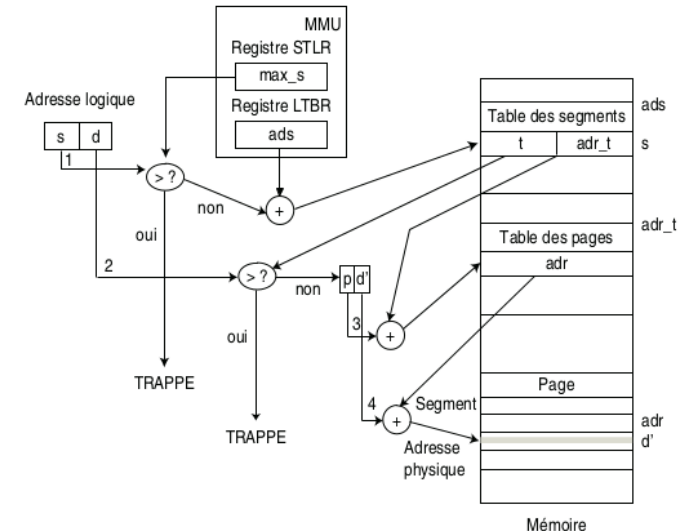 MMU
Registre STLR
max_s
Registre LTBR
ads
Adresse logique
s d
1
> ?
non
+
oui
2
> ?
non
p d'
oui
3
+
4
+
TRAPPE
TRAPPE
Segment
Adresse
physique
ads
Table des segments
t adr_t s
adr_t
Table des pages
adr
Page
adr
d'
Mémoire